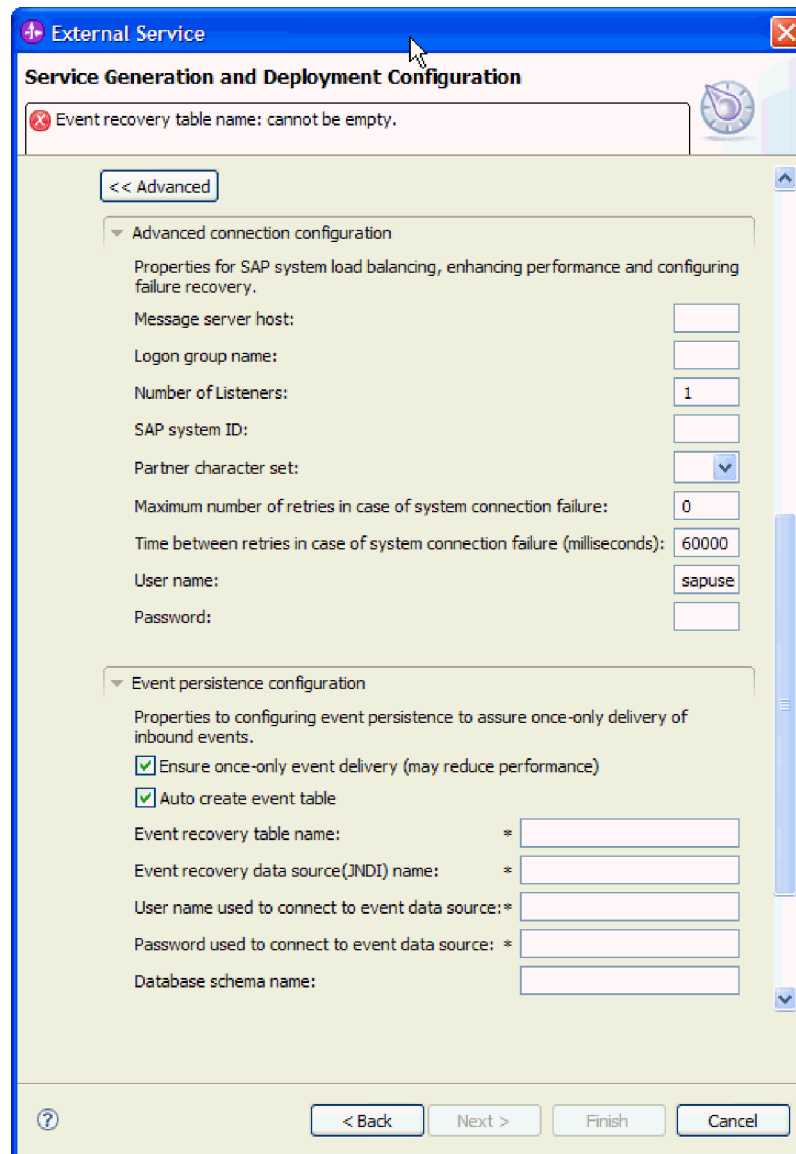 External Service
Service Generation and Deployment Configuration
Event recovery table name: cannot be empty.
<< Advanced
Advanced connection configuration
Properties for SAP system load balancing, enhancing performance and configuring
failure recovery.
Message server host:
Logon group name:
Number of Listeners: 1
SAP system ID:
Partner character set:
Maximum number of retries in case of system connection failure: 0
Time between retries in case of system connection failure (milliseconds): 60000
User name: sapuse
Password:
Event persistence configuration
Properties to configuring event persistence to assure once-only delivery of
inbound events.
Ensure once-only event delivery (may reduce performance)
Auto create event table
Event recovery table name: *
Event recovery data source(JNDI) name: *
User name used to connect to event data source:*
Password used to connect to event data source: *
Database schema name:
? < Back Next > Finish Cancel